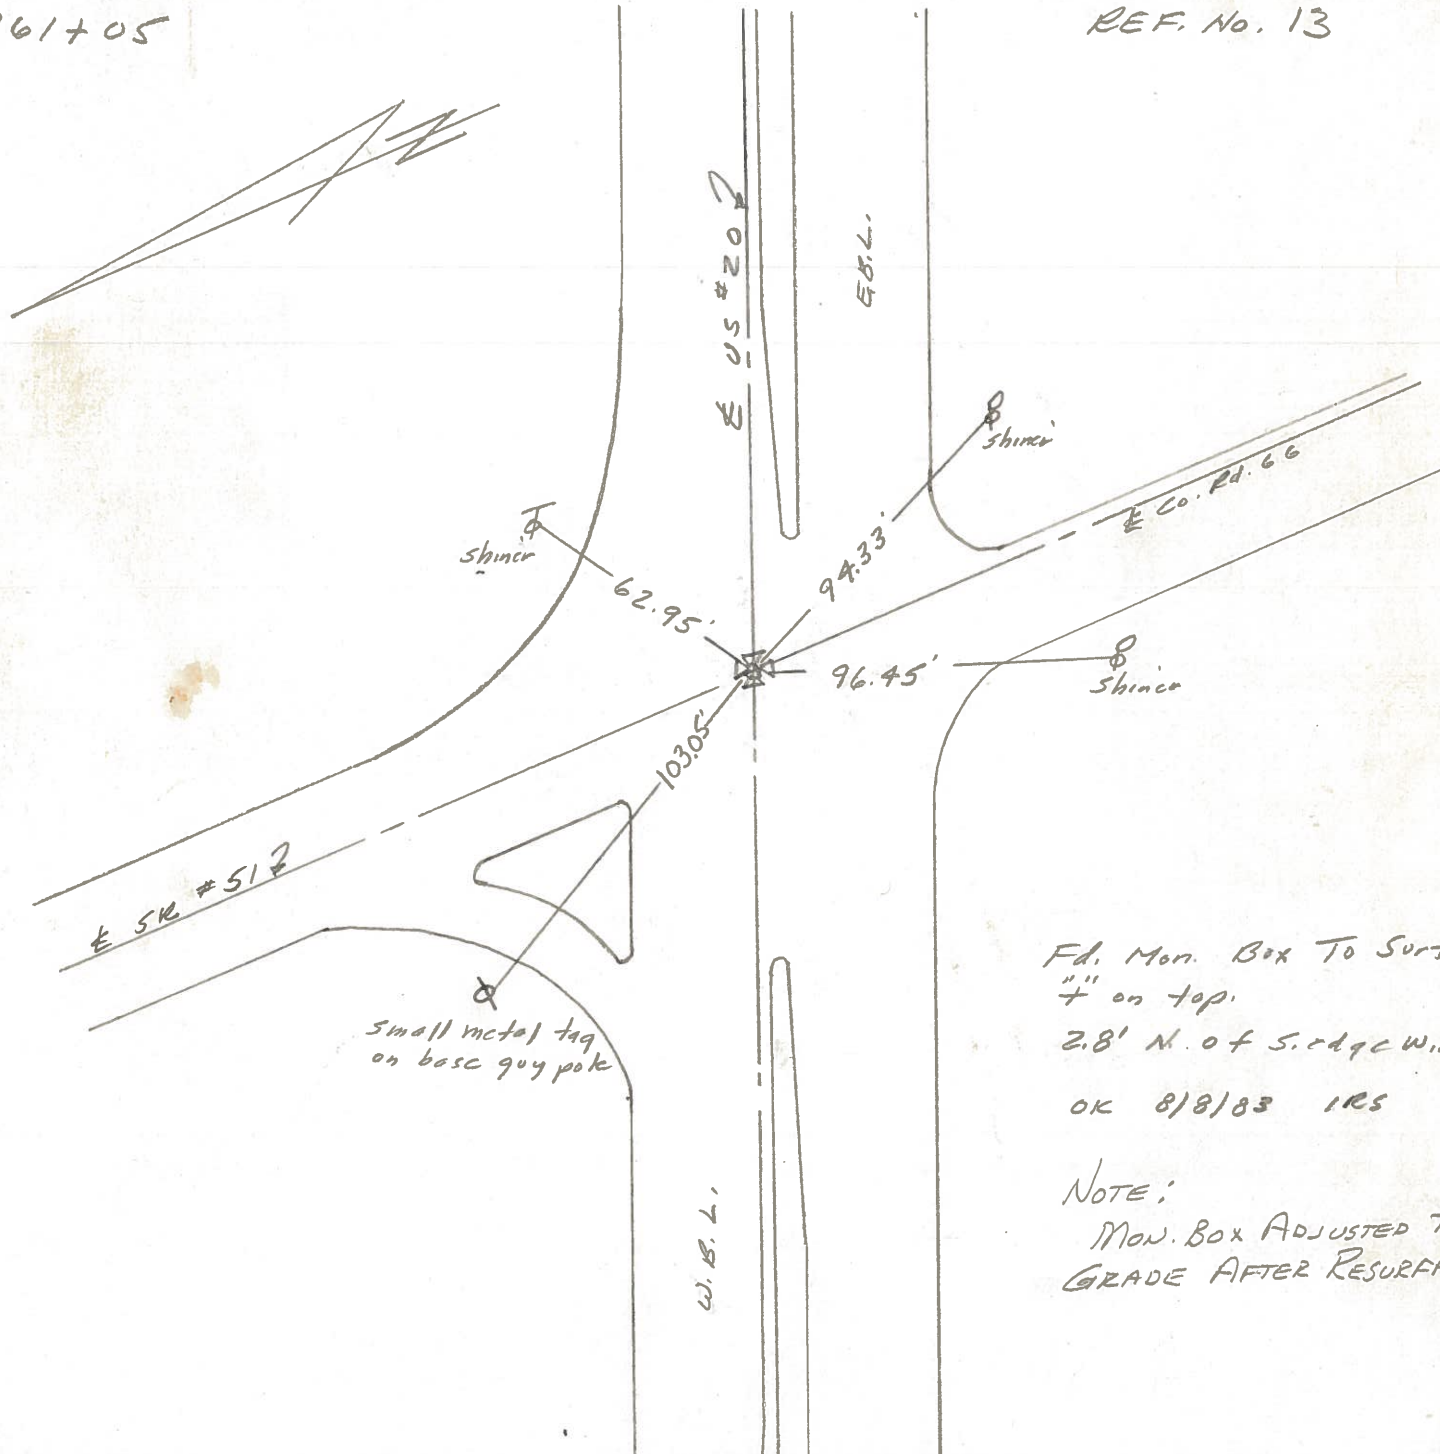 61+05
REF. No. 13
N
℄ US #20
E.B.L.
shiner
℄ Co. Rd. 66
shiner
94.33'
62.95'
96.45'
shiner
103.05'
℄ SR #51
small metal tag
on base guy pole
Fd. Mon. Box To Surf
"+" on top.
2.8' N. of S. edge W.
OK 8/8/83
NOTE:
MON. BOX ADJUSTED T
GRADE AFTER RESURFA
W.B.L.